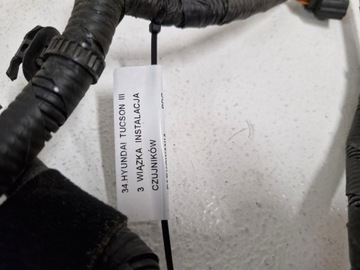 34.HYUNDAI TUCSON III
3 WIĄZKA INSTALACJA
CZUJNIKÓW